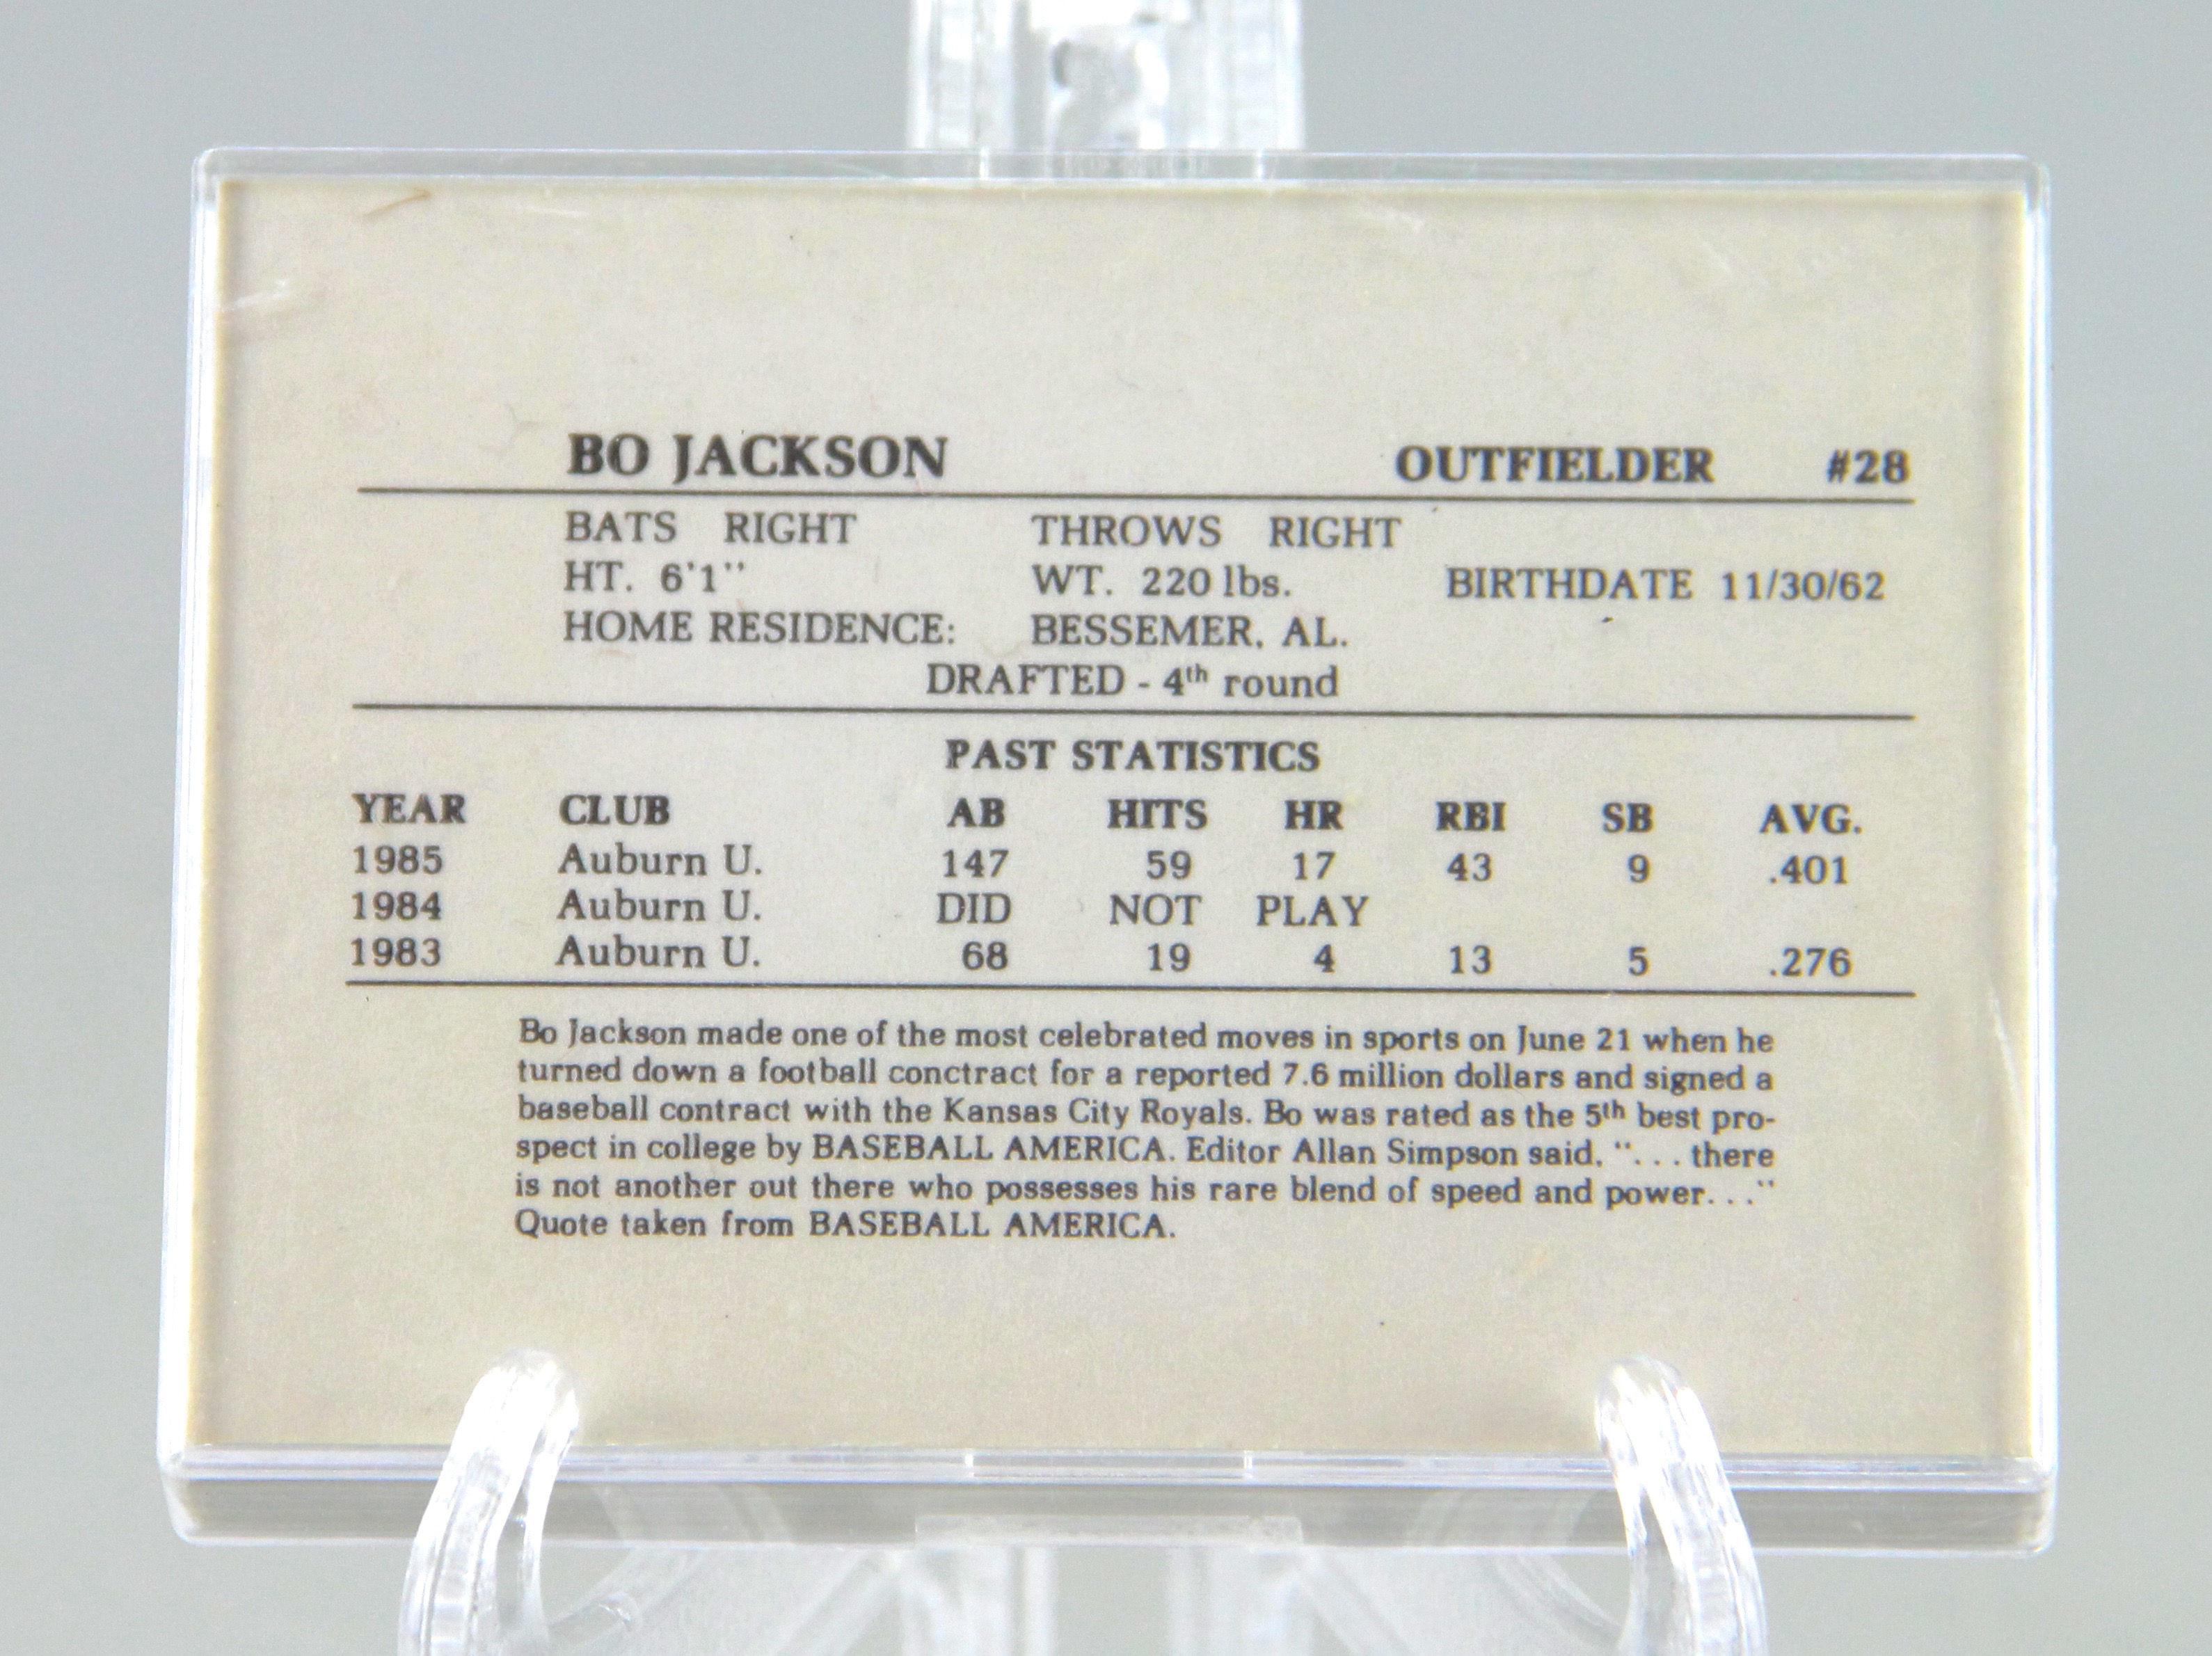 BO JACKSON OUTFIELDER #28
BATS RIGHT THROWS RIGHT
HT. 6'1" WT. 220 lbs. BIRTHDATE 11/30/62
HOME RESIDENCE: BESSEMER, AL.
DRAFTED - 4th round
PAST STATISTICS
YEAR CLUB AB HITS HR RBI SB AVG.
1985 Auburn U. 147 59 17 43 9 .401
1984 Auburn U. DID NOT PLAY
1983 Auburn U. 68 19 4 13 5 .276
Bo Jackson made one of the most celebrated moves in sports on June 21 when he
turned down a football conctract for a reported 7.6 million dollars and signed a
baseball contract with the Kansas City Royals. Bo was rated as the 5th best pro-
spect in college by BASEBALL AMERICA. Editor Allan Simpson said, "... there
is not another out there who possesses his rare blend of speed and power..."
Quote taken from BASEBALL AMERICA.